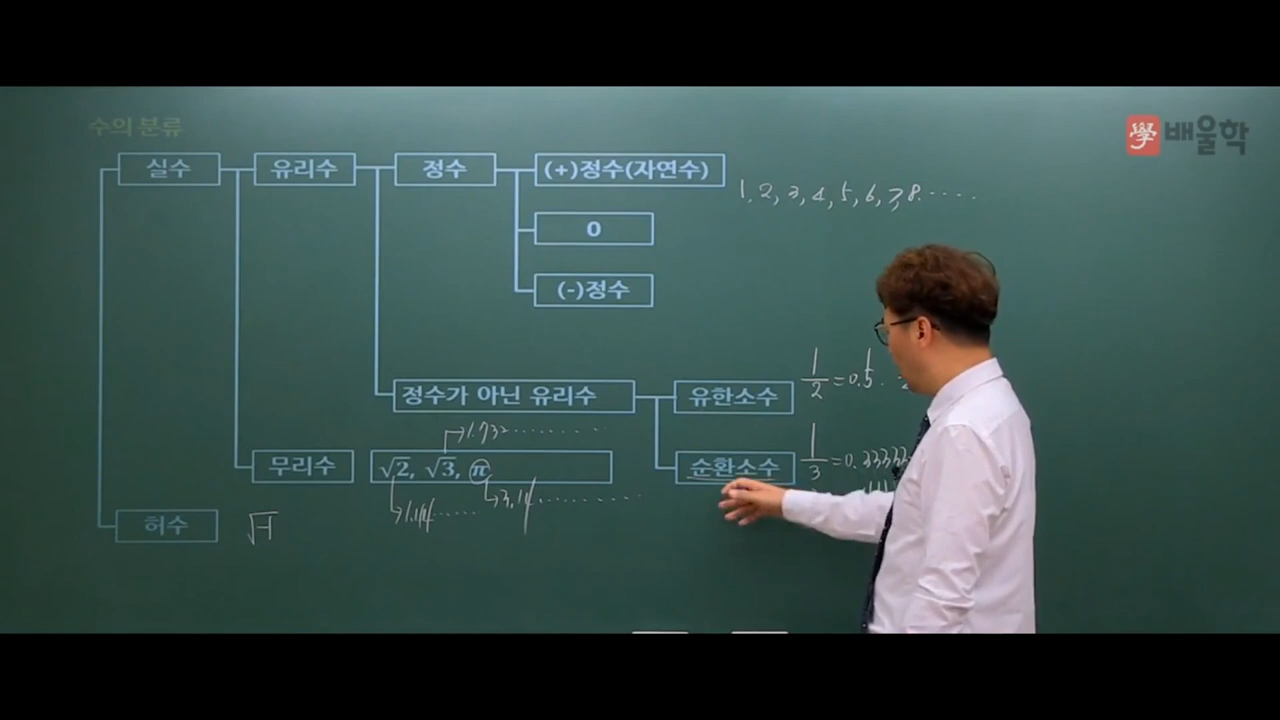 수의 분류
學 배울학
실수 유리수 정수 (+)정수(자연수)
1, 2, 3, 4, 5, 6, 7, 8. ....
0
(-)정수
정수가 아닌 유리수 유한소수 1/2 = 0.5.
1.732.........
무리수 √2, √3, π 순환소수 1/3 = 0.33333
3.14..........
허수 √-1